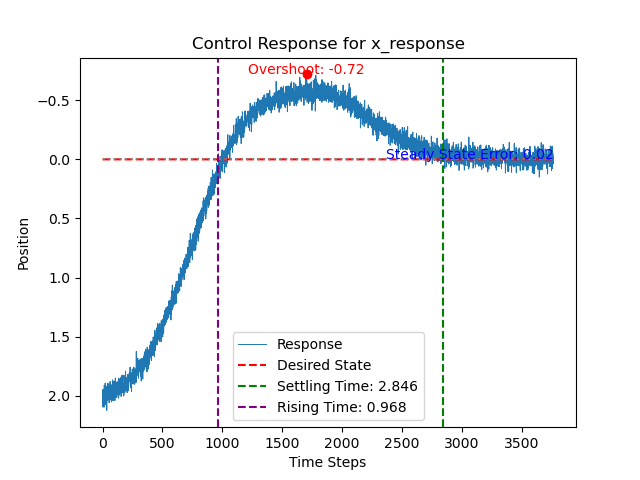 Control Response for x_response
Overshoot: -0.72
Steady State Error: 0.02
Position
−0.5
0.0
0.5
1.0
1.5
2.0
Response
Desired State
Settling Time: 2.846
Rising Time: 0.968
0
500
1000
1500
2000
2500
3000
3500
Time Steps